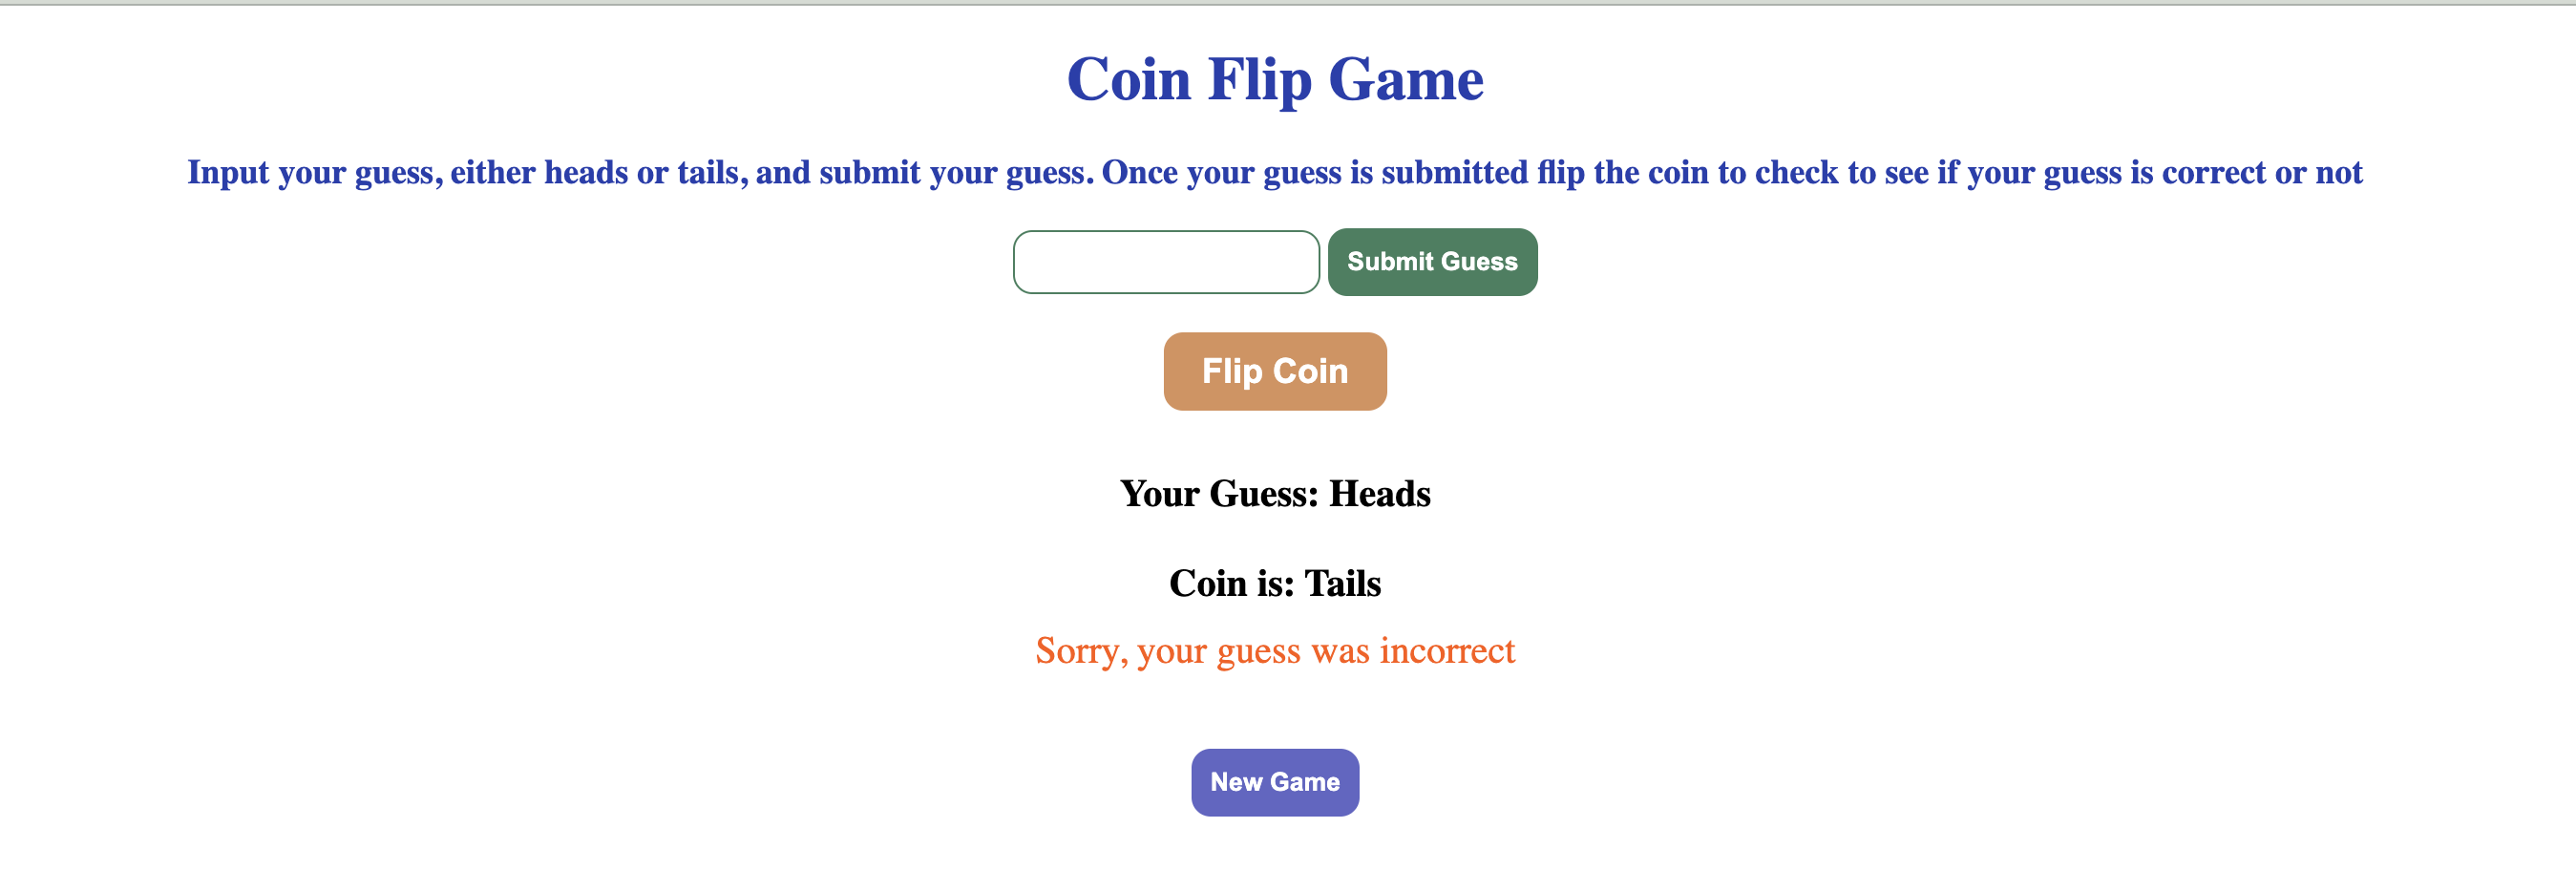 Coin Flip Game
Input your guess, either heads or tails, and submit your guess. Once your guess is submitted flip the coin to check to see if your guess is correct or not
Submit Guess
Flip Coin
Your Guess: Heads
Coin is: Tails
Sorry, your guess was incorrect
New Game